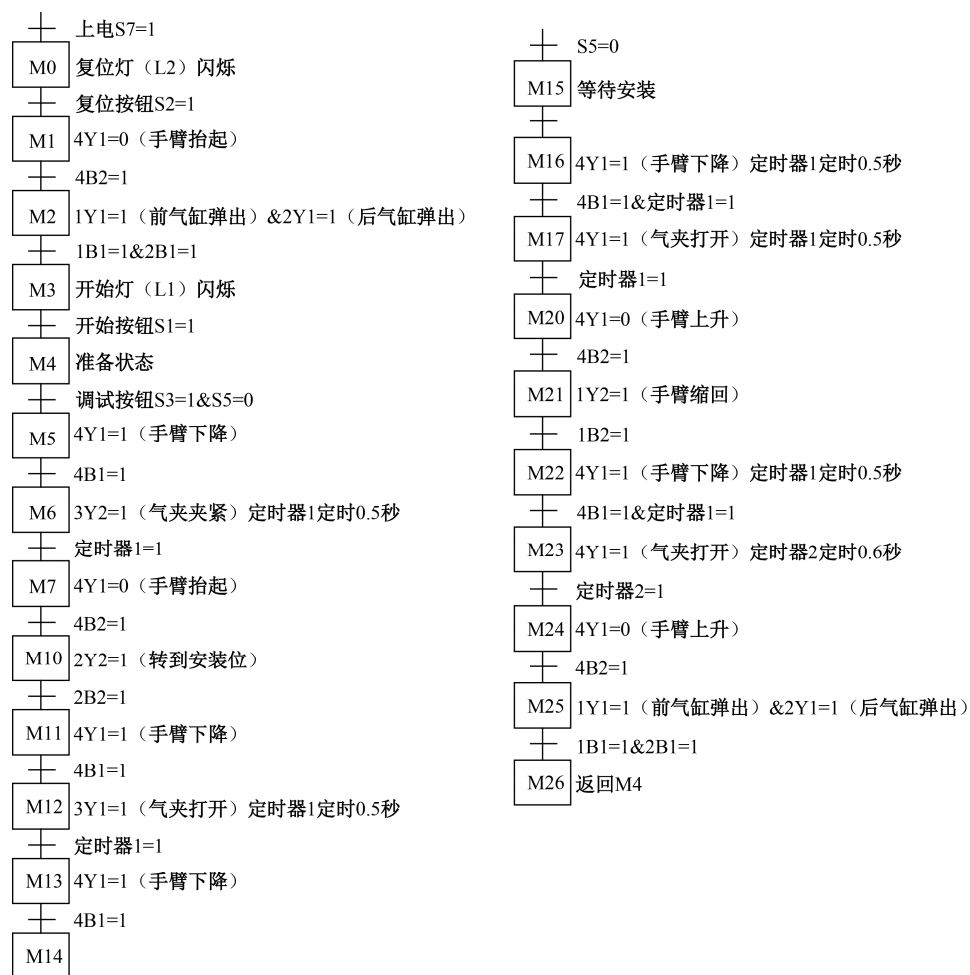 上电S7=1
M0 复位灯（L2）闪烁
复位按钮S2=1
M1 4Y1=0（手臂抬起）
4B2=1
M2 1Y1=1（前气缸弹出）&2Y1=1（后气缸弹出）
1B1=1&2B1=1
M3 开始灯（L1）闪烁
开始按钮S1=1
M4 准备状态
调试按钮S3=1&S5=0
M5 4Y1=1（手臂下降）
4B1=1
M6 3Y2=1（气夹夹紧）定时器1定时0.5秒
定时器1=1
M7 4Y1=0（手臂抬起）
4B2=1
M10 2Y2=1（转到安装位）
2B2=1
M11 4Y1=1（手臂下降）
4B1=1
M12 3Y1=1（气夹打开）定时器1定时0.5秒
定时器1=1
M13 4Y1=1（手臂下降）
4B1=1
M14
S5=0
M15 等待安装
M16 4Y1=1（手臂下降）定时器1定时0.5秒
4B1=1&定时器1=1
M17 4Y1=1（气夹打开）定时器1定时0.5秒
定时器1=1
M20 4Y1=0（手臂上升）
4B2=1
M21 1Y2=1（手臂缩回）
1B2=1
M22 4Y1=1（手臂下降）定时器1定时0.5秒
4B1=1&定时器1=1
M23 4Y1=1（气夹打开）定时器2定时0.6秒
定时器2=1
M24 4Y1=0（手臂上升）
4B2=1
M25 1Y1=1（前气缸弹出）&2Y1=1（后气缸弹出）
1B1=1&2B1=1
M26 返回M4